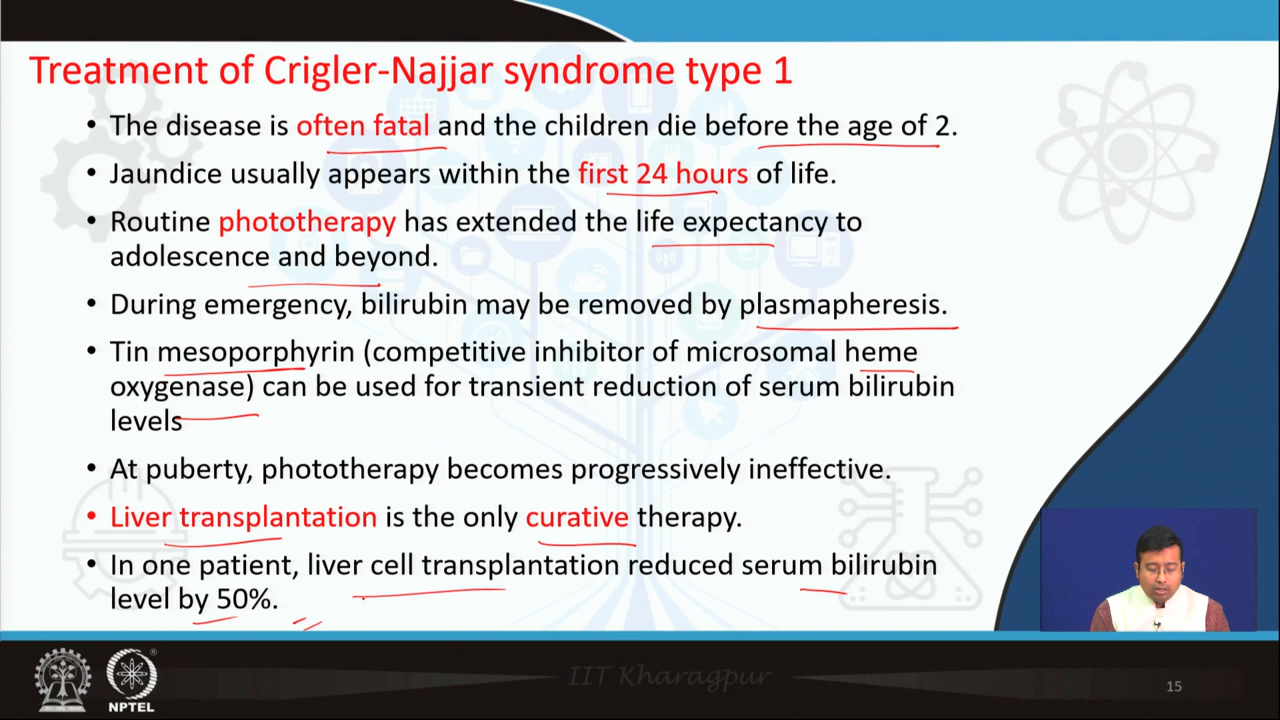 Treatment of Crigler-Najjar syndrome type 1
• The disease is often fatal and the children die before the age of 2.
• Jaundice usually appears within the first 24 hours of life.
• Routine phototherapy has extended the life expectancy to
adolescence and beyond.
• During emergency, bilirubin may be removed by plasmapheresis.
• Tin mesoporphyrin (competitive inhibitor of microsomal heme
oxygenase) can be used for transient reduction of serum bilirubin
levels
• At puberty, phototherapy becomes progressively ineffective.
• Liver transplantation is the only curative therapy.
• In one patient, liver cell transplantation reduced serum bilirubin
level by 50%.
IIT Kharagpur
15
NPTEL